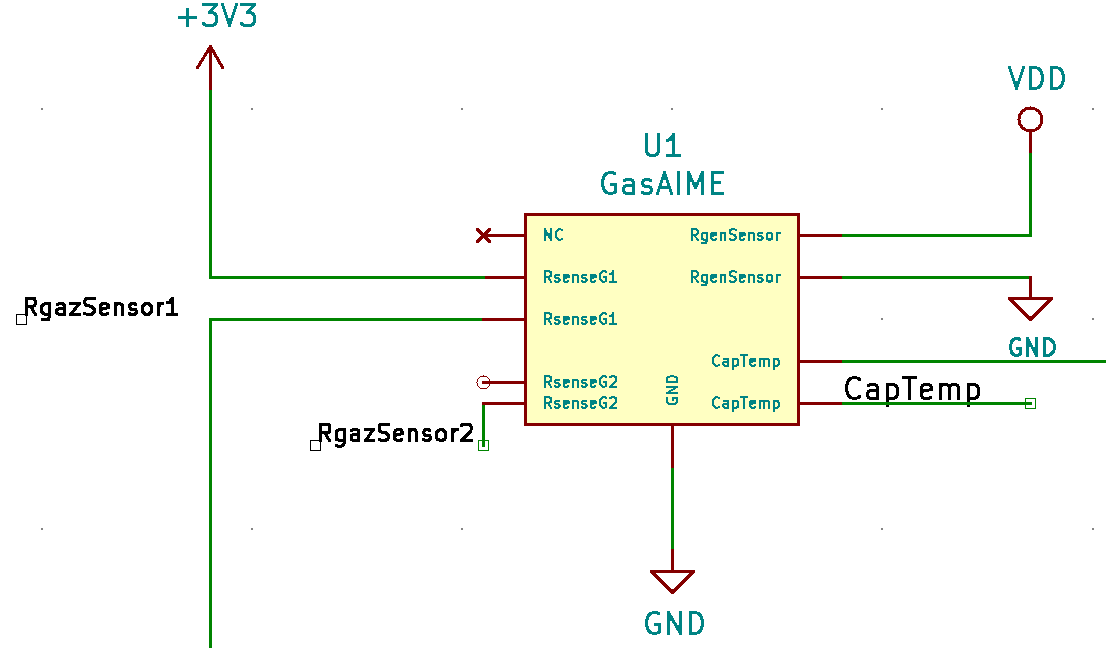 +3V3
VDD
U1
GasAIME
NC
RgenSensor
RsenseG1
RgenSensor
RgazSensor1
RsenseG1
GND
CapTemp
RsenseG2
GND
CapTemp
RsenseG2
CapTemp
RgazSensor2
GND